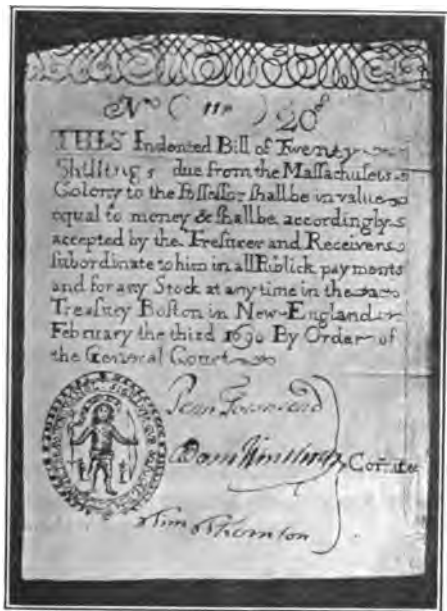 No ( 11 ) 20s
THIS Indented Bill of Twenty
Shillings due from the Massachusets
Colony to the Possessor shall be in value
equal to money & shall be accordingly
accepted by the Tresurer and Receivers
subordinate to him in all Publick payments
and for any Stock at any time in the
Treasury Boston in New-England
February the third 1690 By Order of
the General Court
Penn Townsend
Adam Winthrop Comitee
Tim Thornton